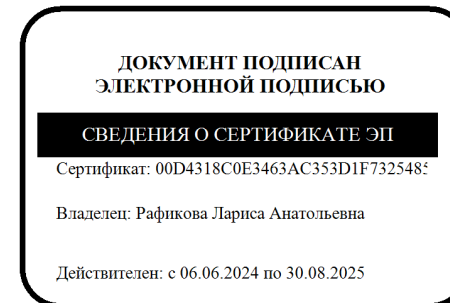 ДОКУМЕНТ ПОДПИСАН
ЭЛЕКТРОННОЙ ПОДПИСЬЮ
СВЕДЕНИЯ О СЕРТИФИКАТЕ ЭП
Сертификат: 00D4318C0E3463AC353D1F7325485
Владелец: Рафикова Лариса Анатольевна
Действителен: с 06.06.2024 по 30.08.2025